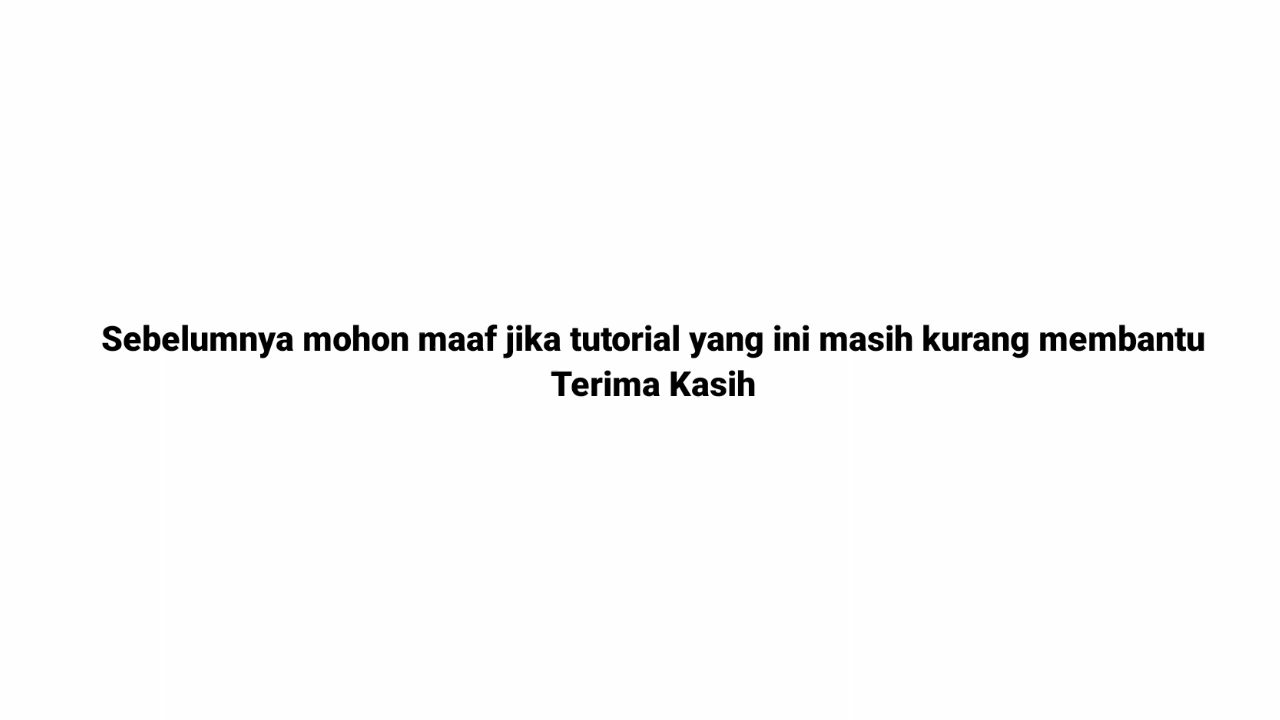 Sebelumnya mohon maaf jika tutorial yang ini masih kurang membantu
Terima Kasih